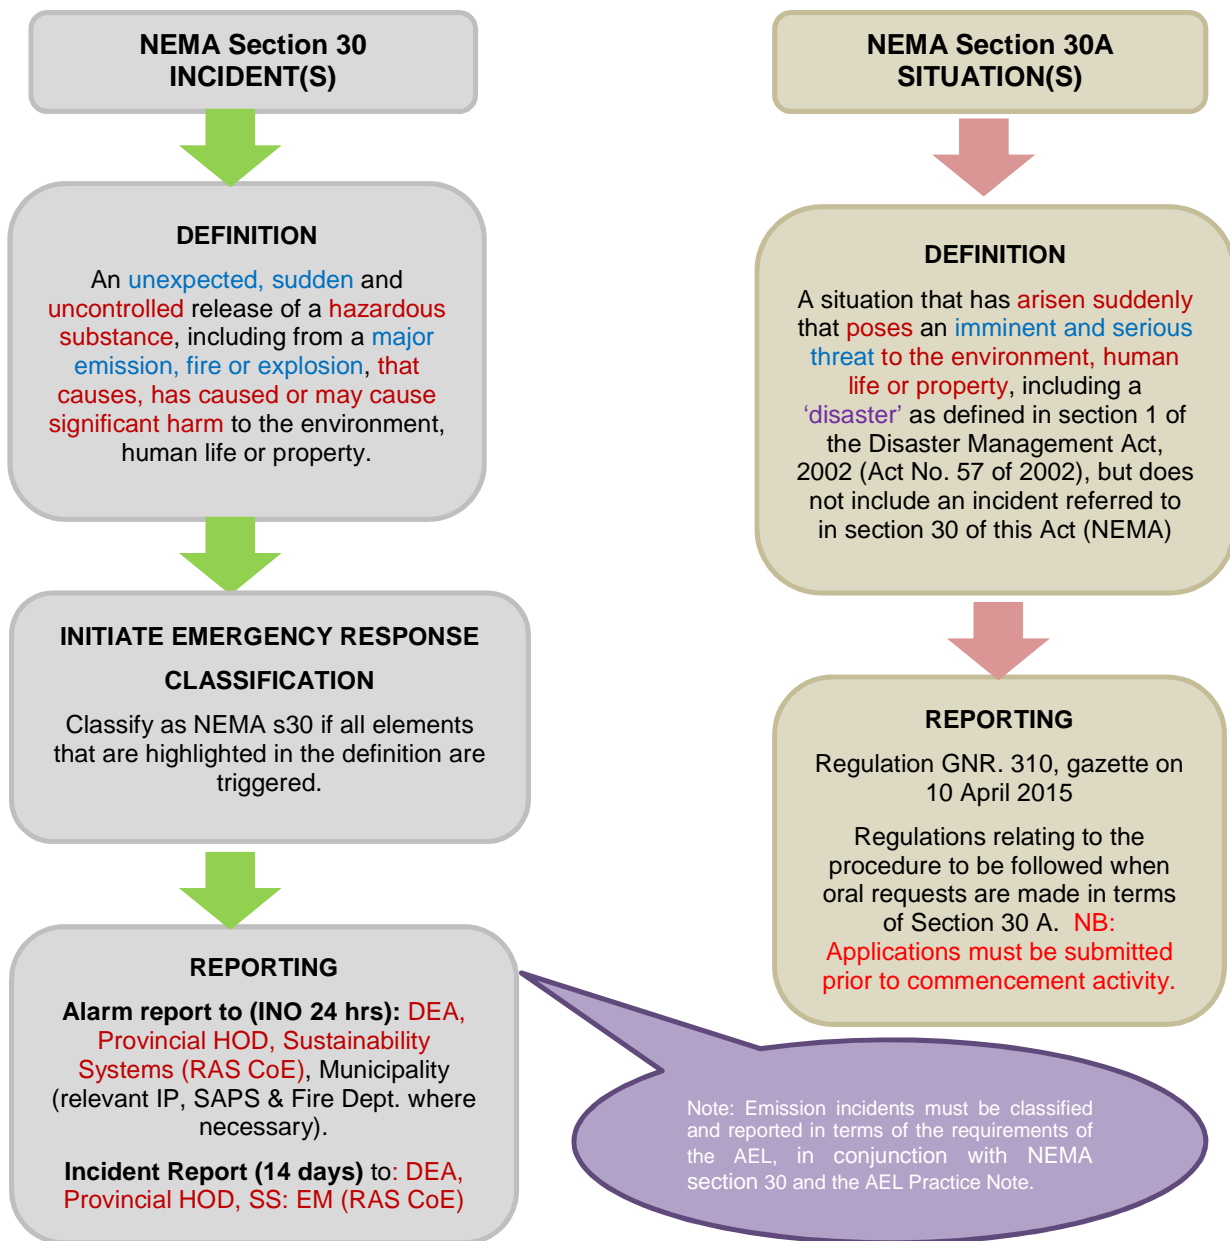 NEMA Section 30
INCIDENT(S)
DEFINITION
An unexpected, sudden and
uncontrolled release of a hazardous
substance, including from a major
emission, fire or explosion, that
causes, has caused or may cause
significant harm to the environment,
human life or property.
INITIATE EMERGENCY RESPONSE
CLASSIFICATION
Classify as NEMA s30 if all elements
that are highlighted in the definition are
triggered.
REPORTING
Alarm report to (INO 24 hrs): DEA,
Provincial HOD, Sustainability
Systems (RAS CoE), Municipality
(relevant IP, SAPS & Fire Dept. where
necessary).
Incident Report (14 days) to: DEA,
Provincial HOD, SS: EM (RAS CoE)
NEMA Section 30A
SITUATION(S)
DEFINITION
A situation that has arisen suddenly
that poses an imminent and serious
threat to the environment, human
life or property, including a
‘disaster’ as defined in section 1 of
the Disaster Management Act,
2002 (Act No. 57 of 2002), but does
not include an incident referred to
in section 30 of this Act (NEMA)
REPORTING
Regulation GNR. 310, gazette on
10 April 2015
Regulations relating to the
procedure to be followed when
oral requests are made in terms
of Section 30 A. NB:
Applications must be submitted
prior to commencement activity.
Note: Emission incidents must be classified
and reported in terms of the requirements of
the AEL, in conjunction with NEMA
section 30 and the AEL Practice Note.